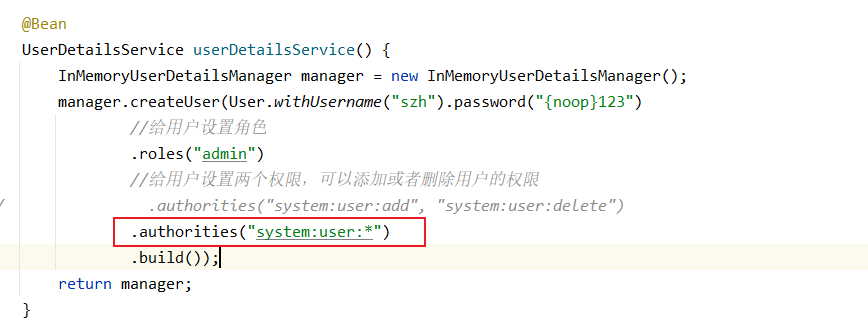 @Bean
UserDetailsService userDetailsService() {
InMemoryUserDetailsManager manager = new InMemoryUserDetailsManager();
manager.createUser(User.withUsername("szh").password("{noop}123")
//给用户设置角色
.roles("admin")
//给用户设置两个权限，可以添加或者删除用户的权限
/ .authorities("system:user:add", "system:user:delete")
.authorities("system:user:*")
.build());
return manager;
}